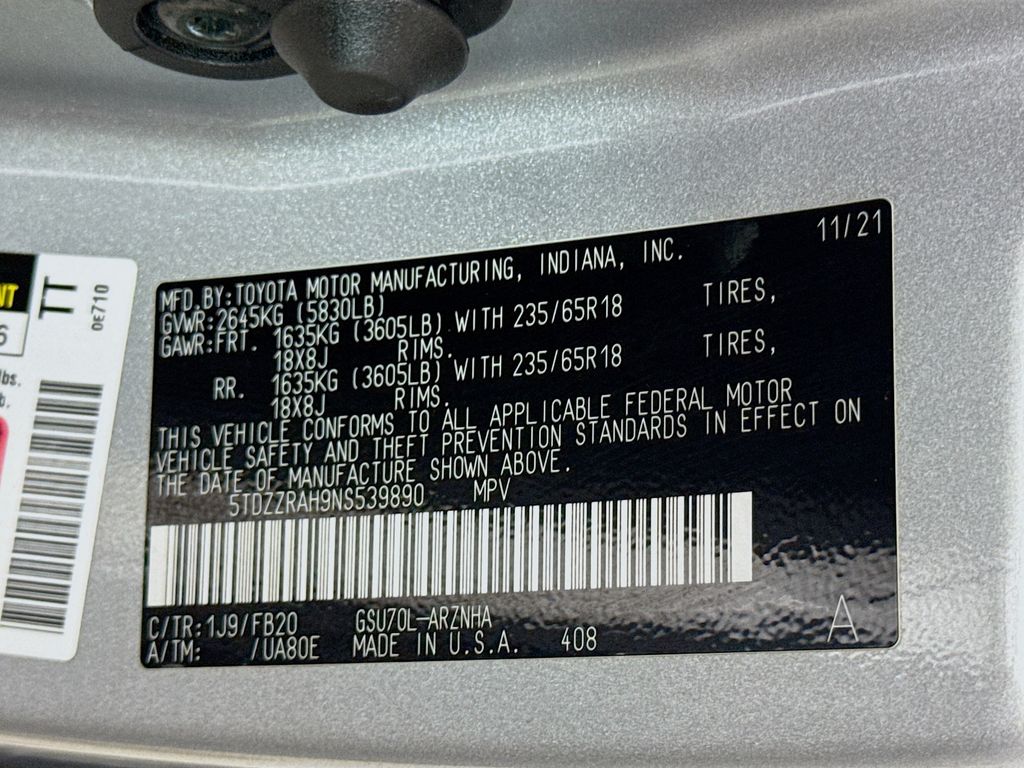 11/21
MFD.BY:TOYOTA MOTOR MANUFACTURING, INDIANA, INC.
GVWR:2645KG (5830LB)
GAWR:FRT. 1635KG (3605LB) WITH 235/65R18 TIRES,
18X8J RIMS.
RR. 1635KG (3605LB) WITH 235/65R18 TIRES,
18X8J RIMS.
THIS VEHICLE CONFORMS TO ALL APPLICABLE FEDERAL MOTOR
VEHICLE SAFETY AND THEFT PREVENTION STANDARDS IN EFFECT ON
THE DATE OF MANUFACTURE SHOWN ABOVE.
5TDZZRAH9NS539890 MPV
C/TR:1J9/FB20 GSU70L-ARZNHA
A/TM: /UA80E MADE IN U.S.A. 408
A
TT
0E710
6
lbs.